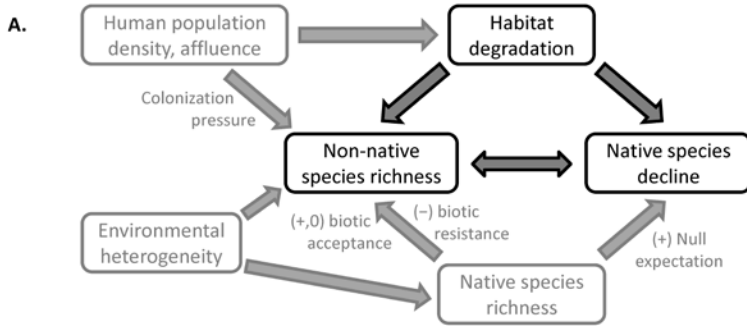 A.
Human population
density, affluence
Habitat
degradation
Colonization
pressure
Non-native
species richness
Native species
decline
Environmental
heterogeneity
(+,0) biotic
acceptance
(−) biotic
resistance
(+) Null
expectation
Native species
richness